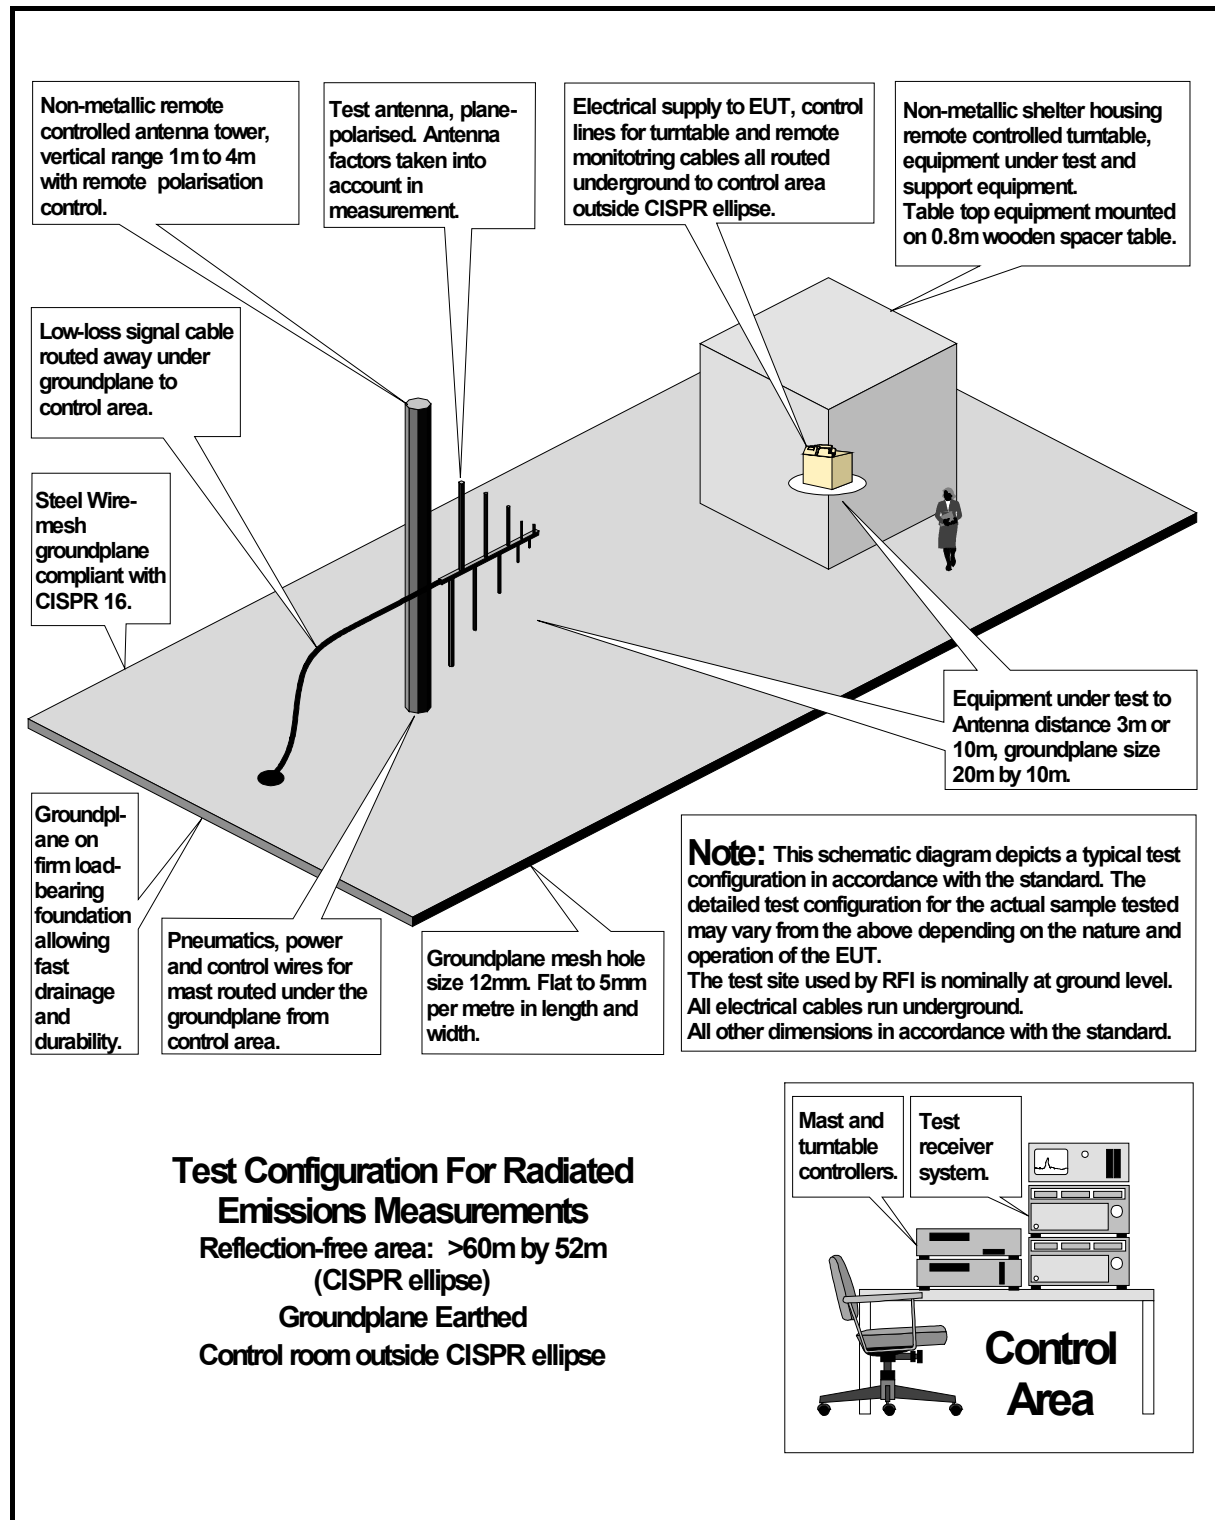 Non-metallic remote
controlled antenna tower,
vertical range 1m to 4m
with remote polarisation
control.
Test antenna, plane-
polarised. Antenna
factors taken into
account in
measurement.
Electrical supply to EUT, control
lines for turntable and remote
monitotring cables all routed
underground to control area
outside CISPR ellipse.
Non-metallic shelter housing
remote controlled turntable,
equipment under test and
support equipment.
Table top equipment mounted
on 0.8m wooden spacer table.
Low-loss signal cable
routed away under
groundplane to
control area.
Steel Wire-
mesh
groundplane
compliant with
CISPR 16.
Equipment under test to
Antenna distance 3m or
10m, groundplane size
20m by 10m.
Groundpl-
ane on
firm load-
bearing
foundation
allowing
fast
drainage
and
durability.
Pneumatics, power
and control wires for
mast routed under the
groundplane from
control area.
Groundplane mesh hole
size 12mm. Flat to 5mm
per metre in length and
width.
Note: This schematic diagram depicts a typical test
configuration in accordance with the standard. The
detailed test configuration for the actual sample tested
may vary from the above depending on the nature and
operation of the EUT.
The test site used by RFI is nominally at ground level.
All electrical cables run underground.
All other dimensions in accordance with the standard.
Test Configuration For Radiated
Emissions Measurements
Reflection-free area: >60m by 52m
(CISPR ellipse)
Groundplane Earthed
Control room outside CISPR ellipse
Mast and
turntable
controllers.
Test
receiver
system.
Control
Area